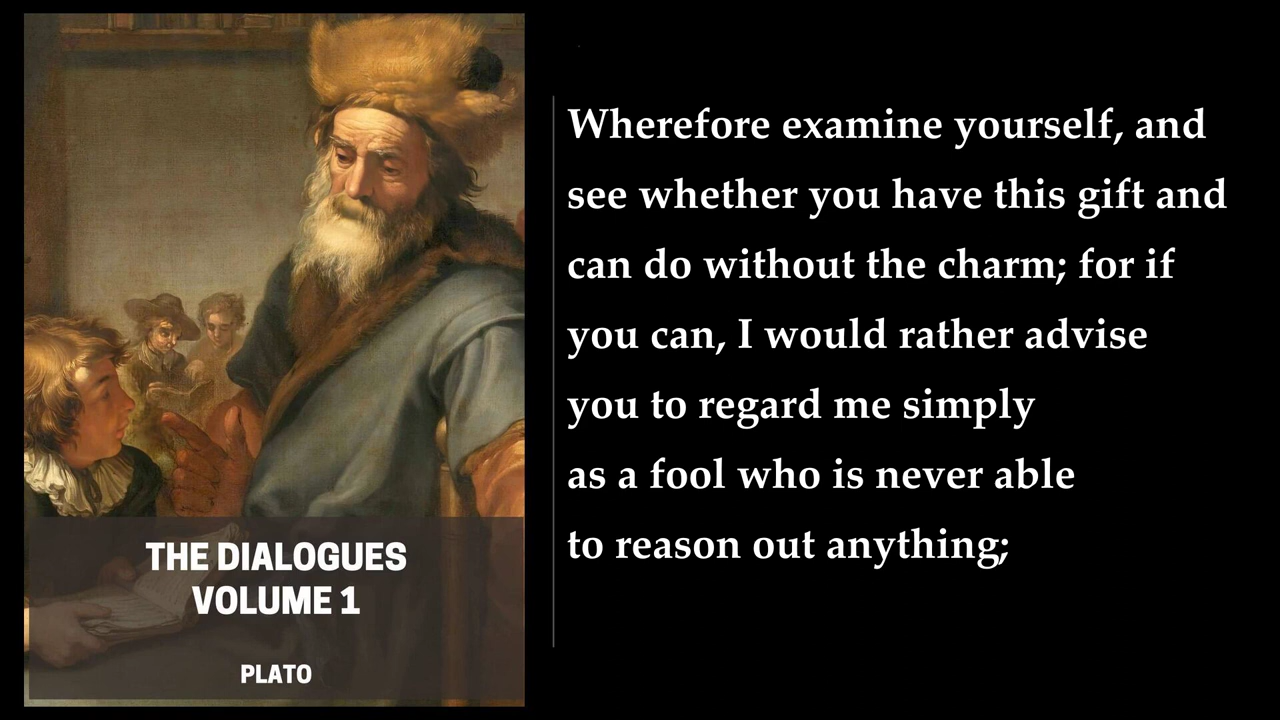 THE DIALOGUES
VOLUME 1
PLATO
Wherefore examine yourself, and
see whether you have this gift and
can do without the charm; for if
you can, I would rather advise
you to regard me simply
as a fool who is never able
to reason out anything;